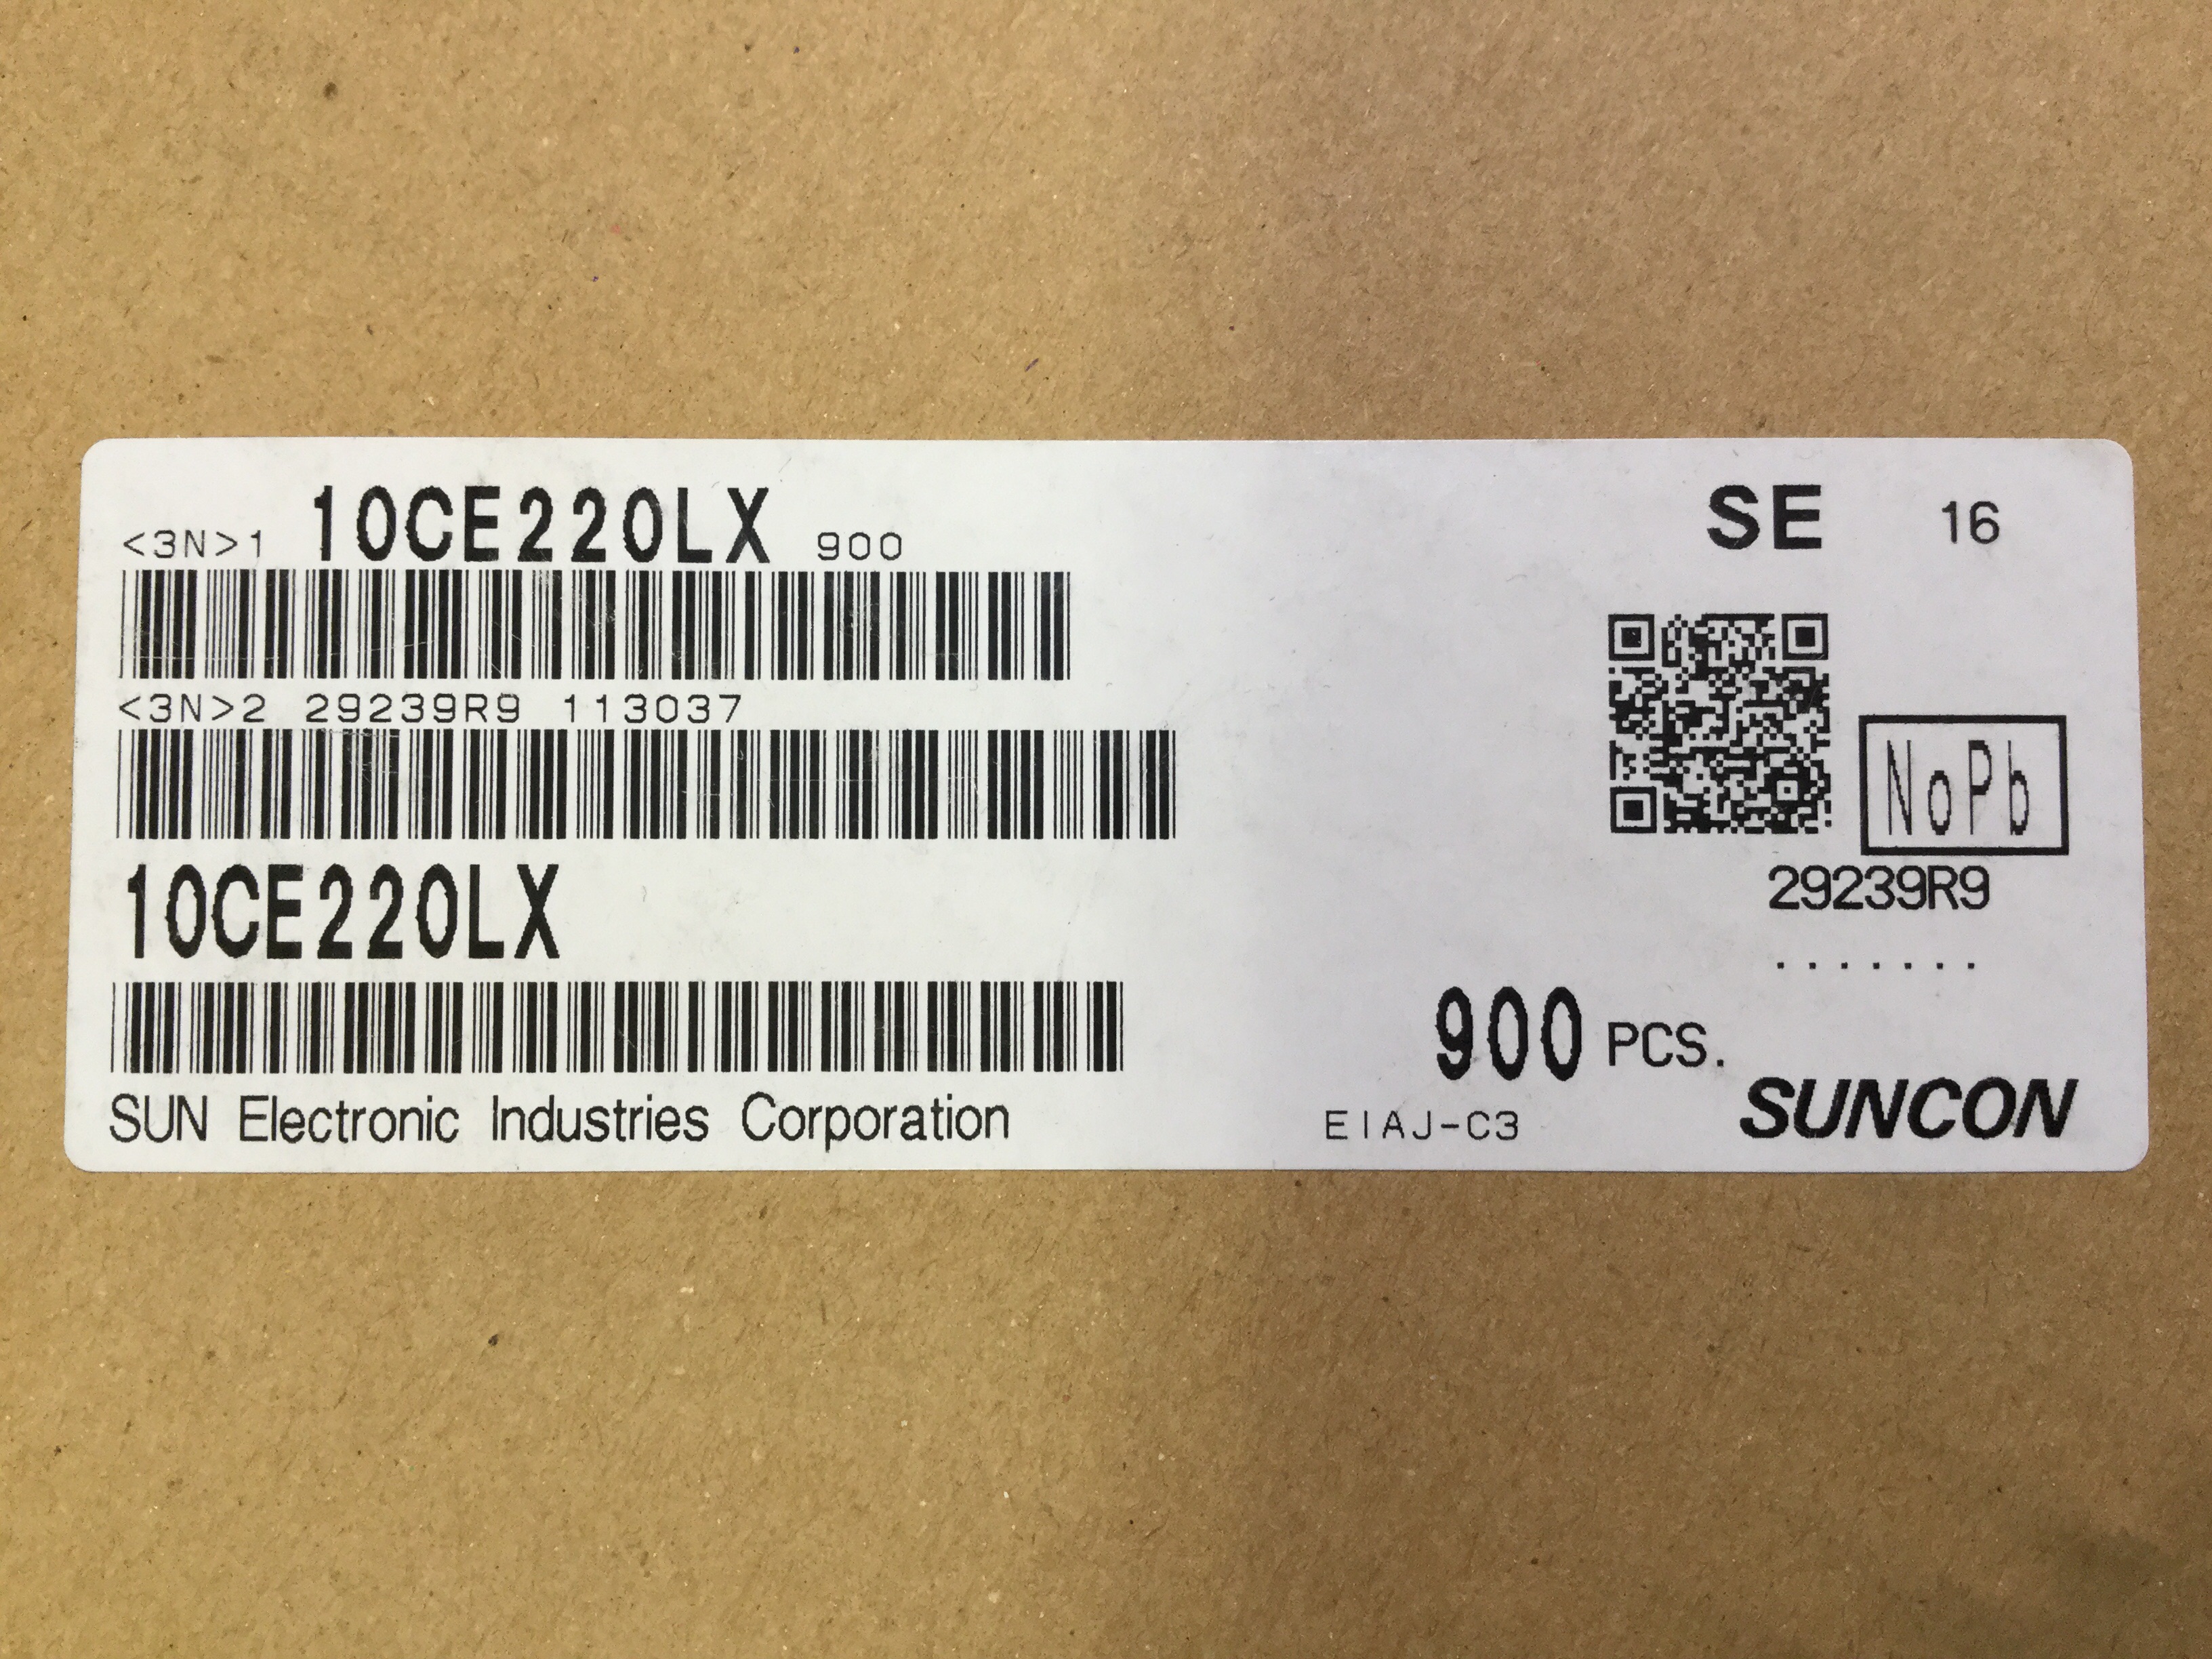 <3N>1 10CE220LX 900
SE 16
<3N>2 29239R9 113037
NoPb
10CE220LX
29239R9
.......
900 PCS.
SUN Electronic Industries Corporation
EIAJ-C3
SUNCON